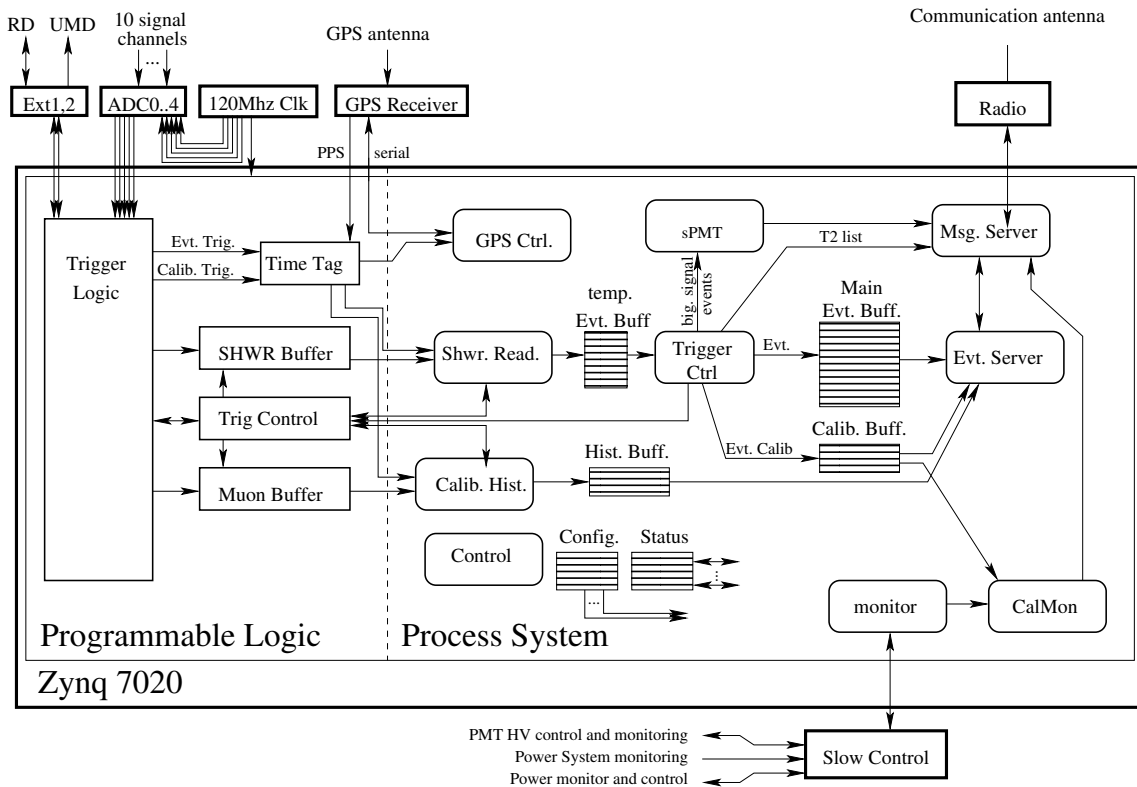 RD
UMD
10 signal
channels
...
GPS antenna
Communication antenna
Ext1,2
ADC0..4
120Mhz Clk
GPS Receiver
Radio
PPS
serial
Trigger
Logic
Evt. Trig.
Calib. Trig.
Time Tag
GPS Ctrl.
sPMT
T2 list
Msg. Server
big. signal
events
temp.
Evt. Buff
Main
Evt. Buff.
SHWR Buffer
Shwr. Read.
Trigger
Ctrl
Evt.
Evt. Server
Trig Control
Calib. Buff.
Evt. Calib
Hist. Buff.
Muon Buffer
Calib. Hist.
Control
Config.
Status
...
...
monitor
CalMon
Programmable Logic
Process System
Zynq 7020
PMT HV control and monitoring
Power System monitoring
Power monitor and control
Slow Control